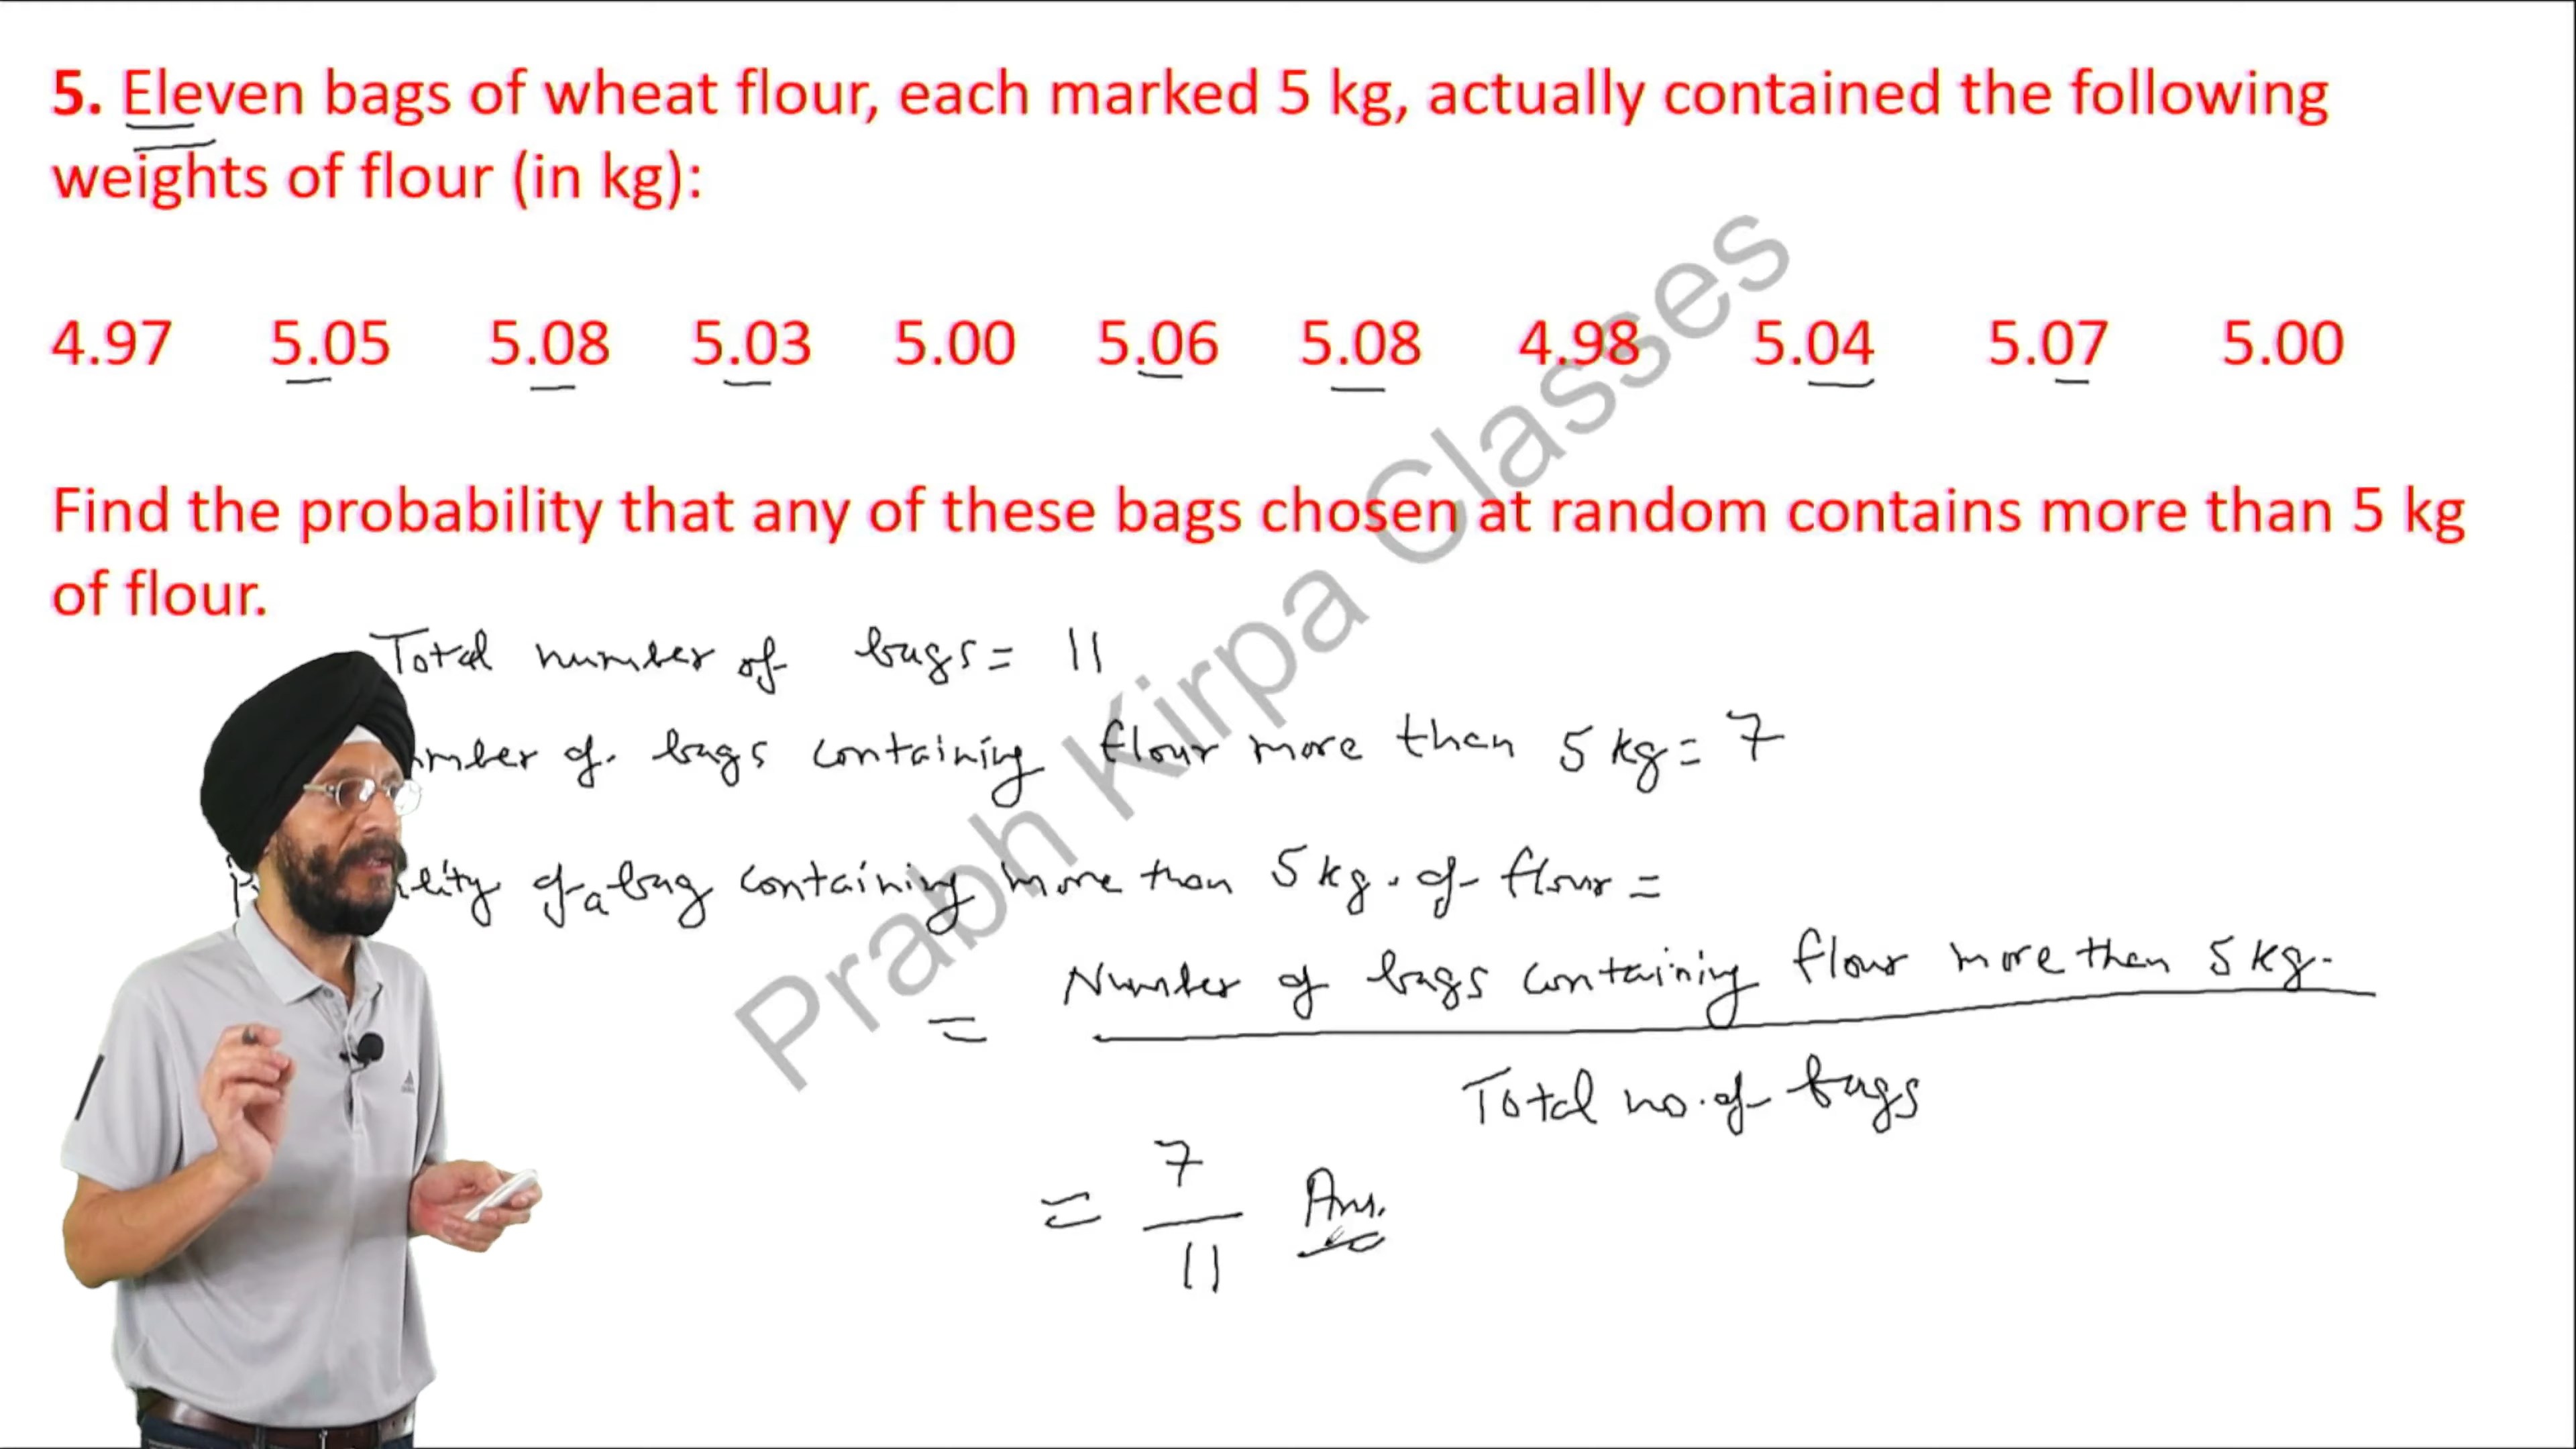 5. Eleven bags of wheat flour, each marked 5 kg, actually contained the following
weights of flour (in kg):
4.97 5.05 5.08 5.03 5.00 5.06 5.08 4.98 5.04 5.07 5.00
Find the probability that any of these bags chosen at random contains more than 5 kg
of flour.
Total number of bags = 11
of bags containing flour more than 5 kg = 7
of a bag containing more than 5 kg. of flour =
= Number of bags containing flour more than 5 kg.
Total no. of bags
= 7
11 Ans.
Prabh Kirpa Classes